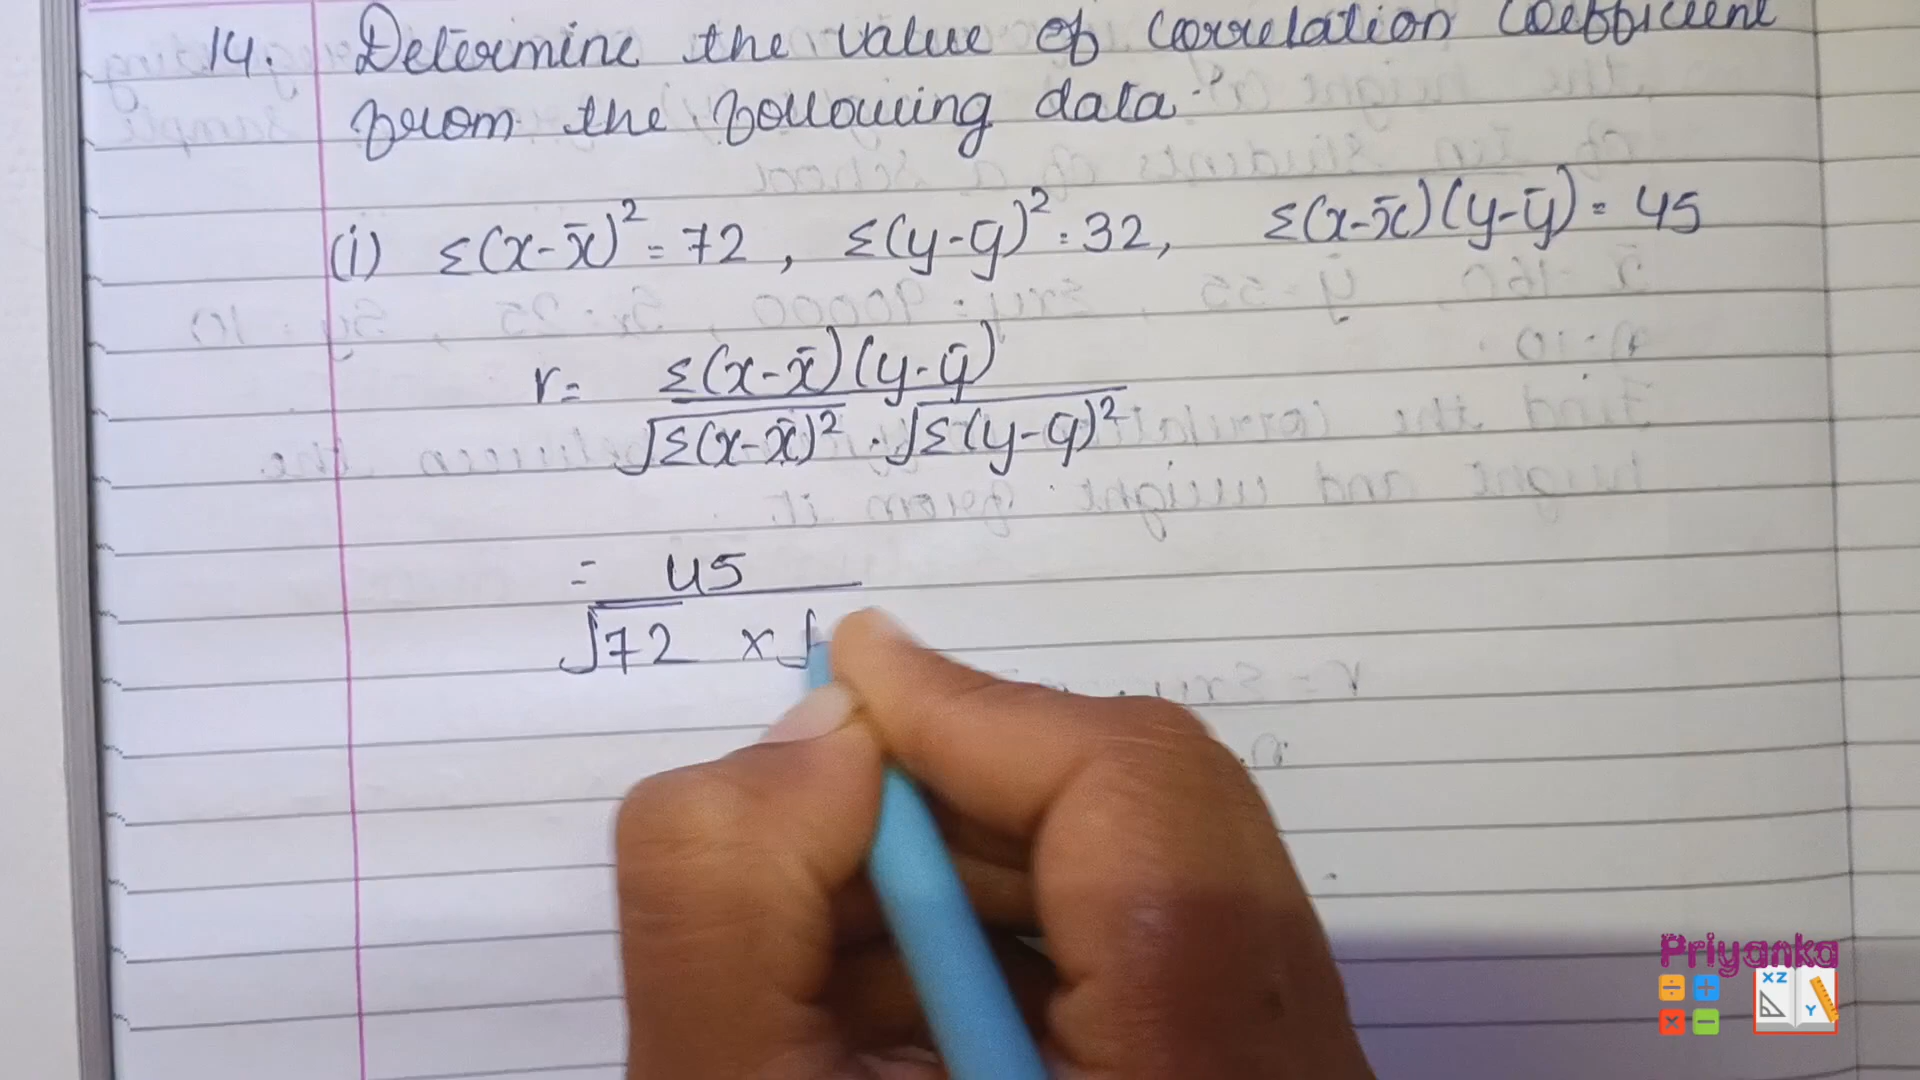 14. Determine the value of correlation coefficient
from the following data :
(i) Σ(x-x̄)² = 72 , Σ(y-ȳ)² = 32, Σ(x-x̄)(y-ȳ) = 45
r = Σ(x-x̄)(y-ȳ)
√Σ(x-x̄)² · √Σ(y-ȳ)²
= 45
√72 × √
Priyanka
÷ +
× −
XZ
Y